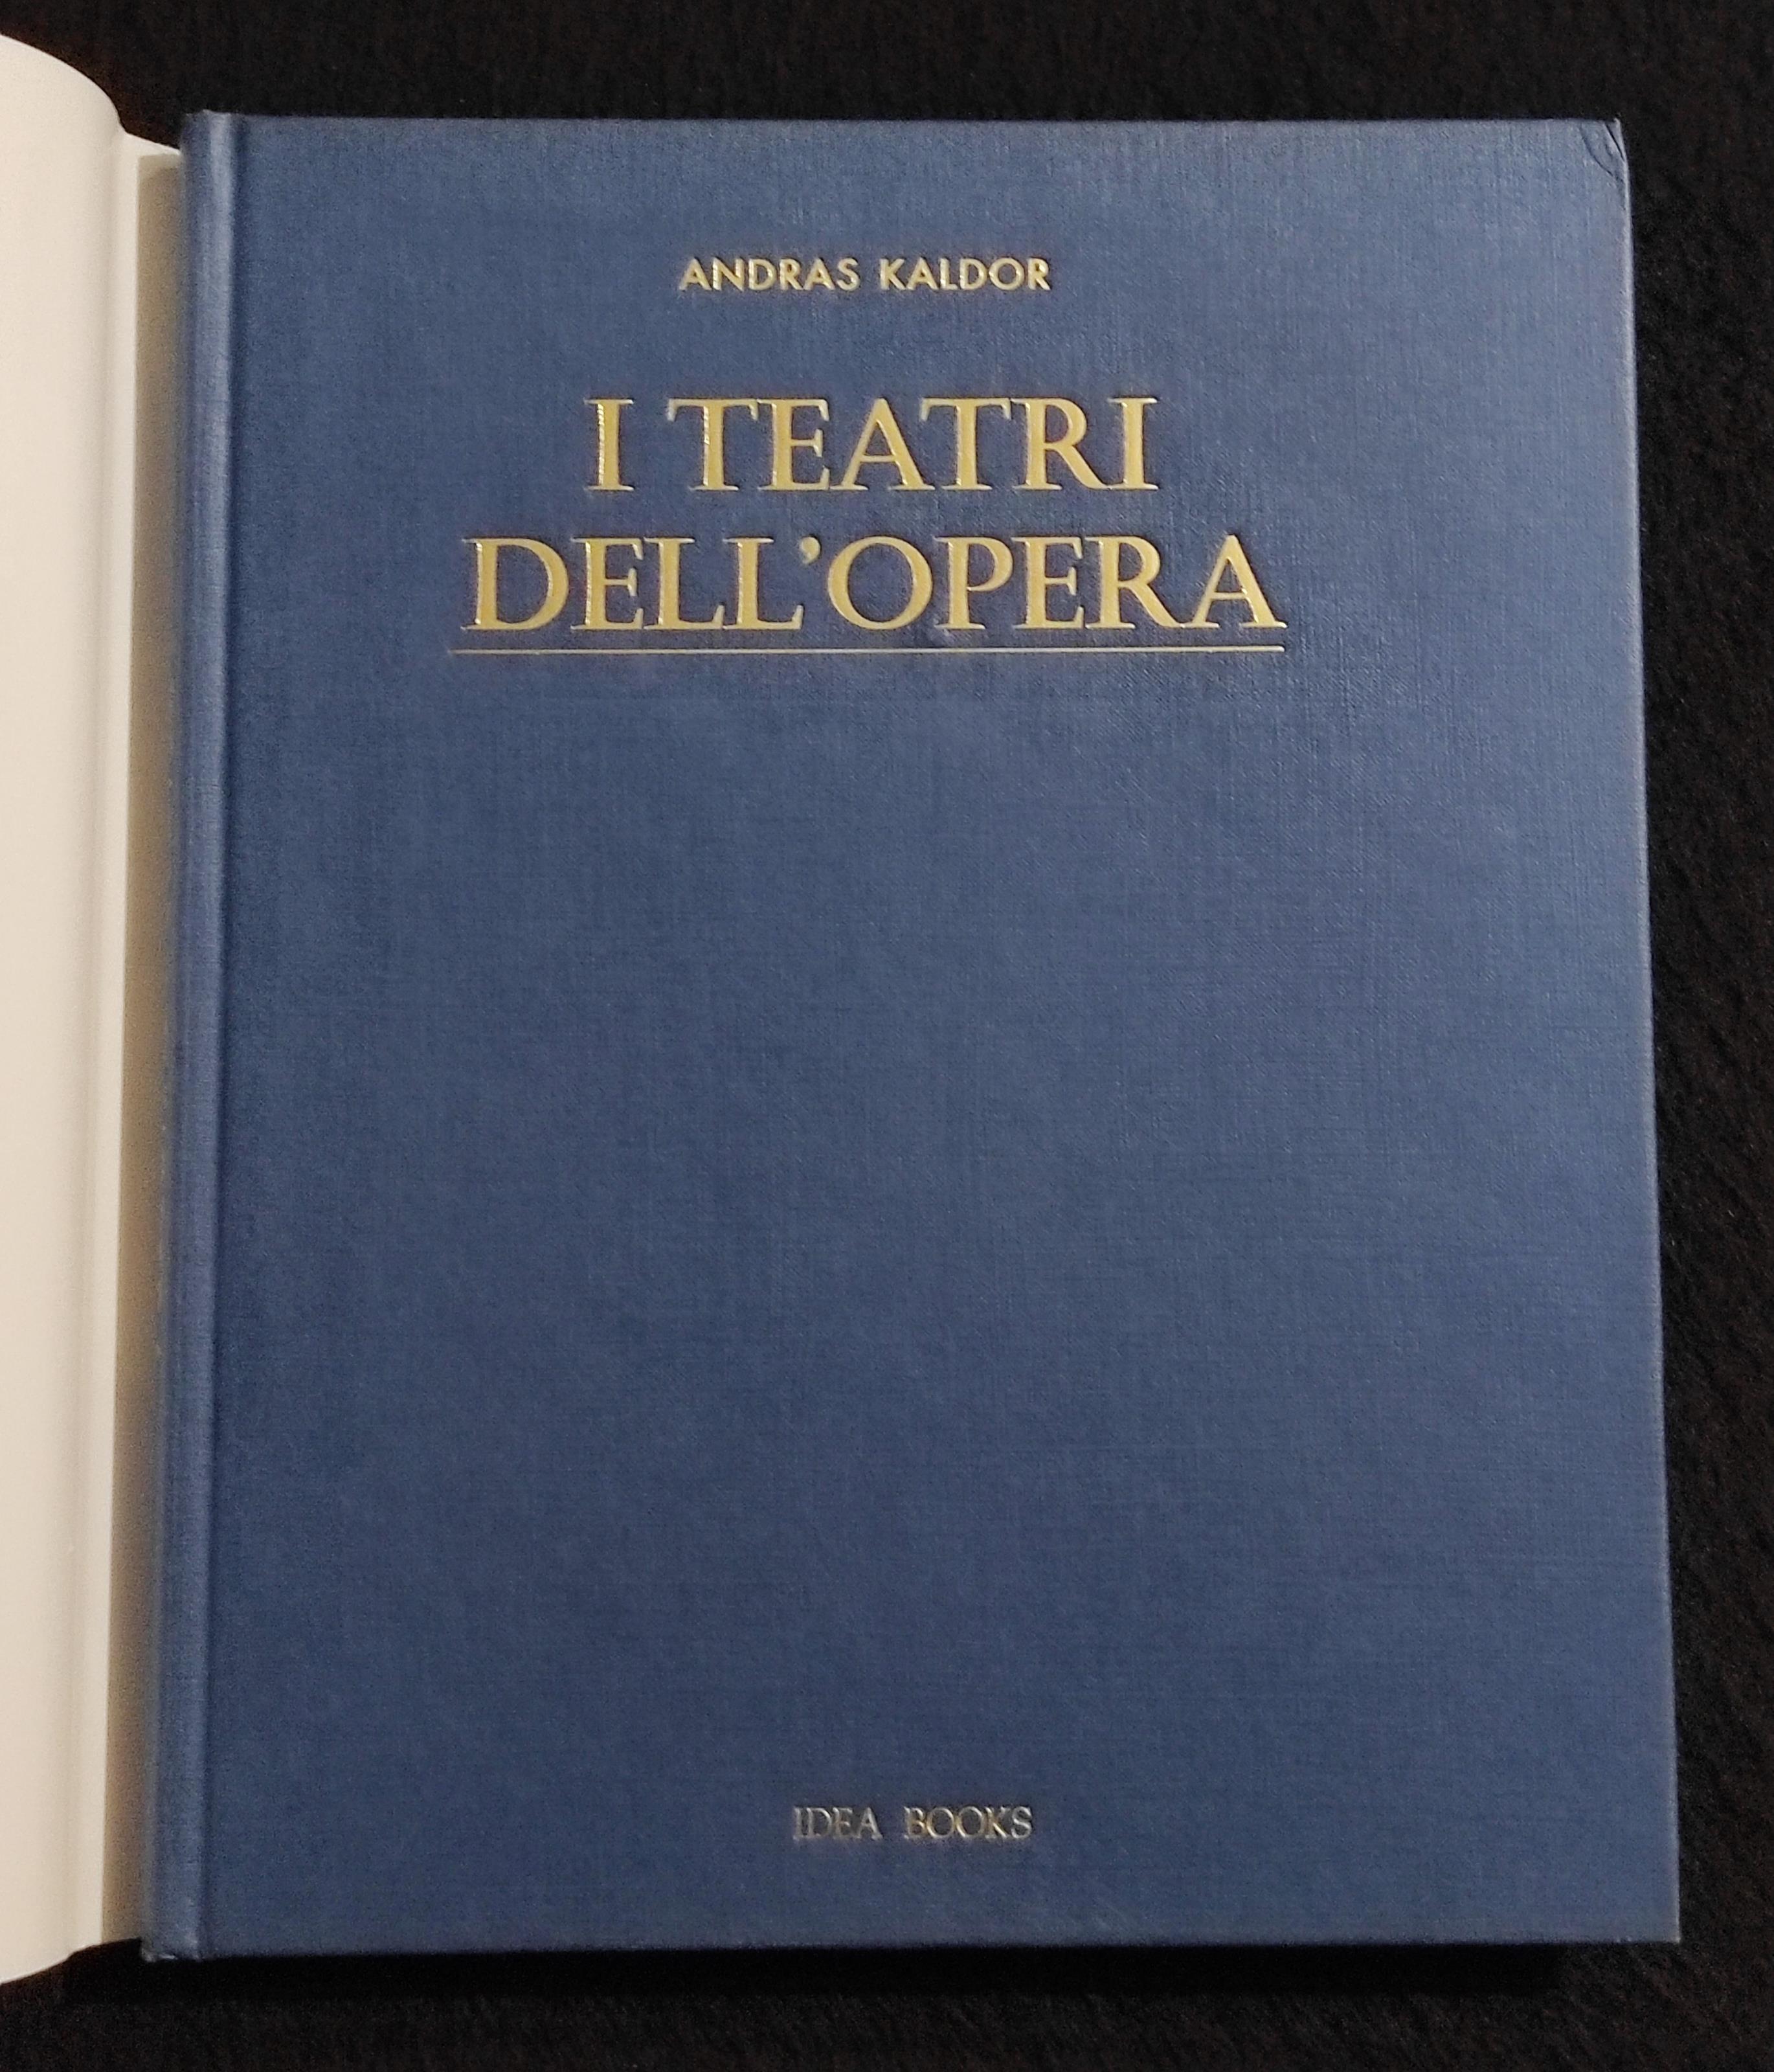 ANDRAS KALDOR
I TEATRI
DELL'OPERA
IDEA BOOKS